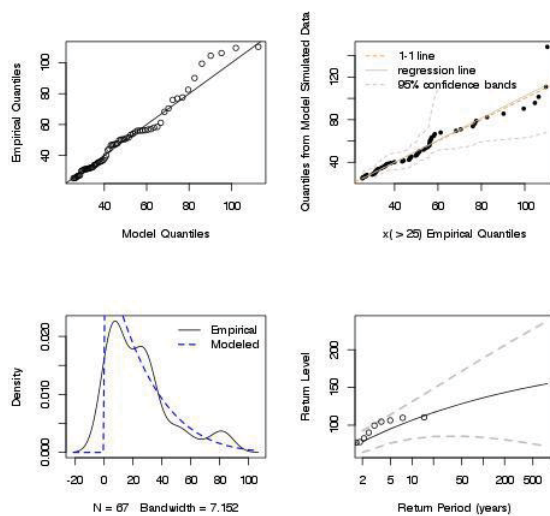 Empirical Quantiles
40 60 80 100
40 60 80 100
Model Quantiles
Quantiles from Model Simulated Data
40 80 120
1-1 line
regression line
95% confidence bands
40 60 80 100
x( > 25) Empirical Quantiles
Density
0.000 0.010 0.020
Empirical
Modeled
-20 0 20 40 60 80 100
N = 67 Bandwidth = 7.152
Return Level
100 150 200
2 5 10 50 200 500
Return Period (years)